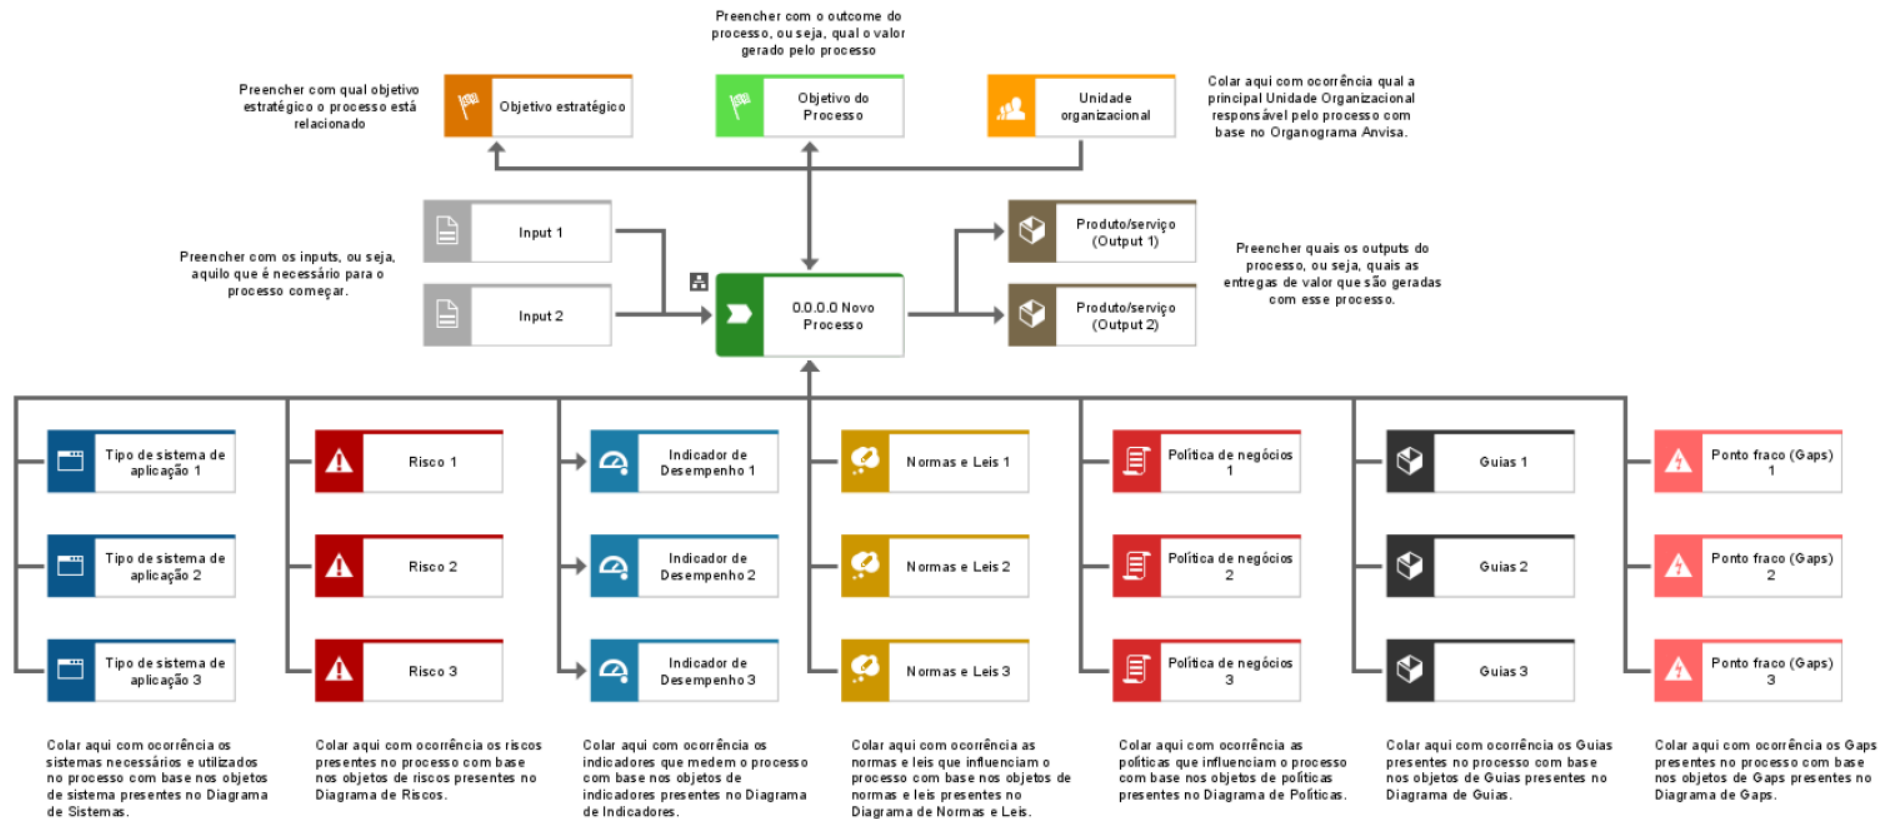 Preencher com o outcome do
processo, ou seja, qual o valor
gerado pelo processo
Preencher com qual objetivo
estratégico o processo está
relacionado
Objetivo estratégico
Objetivo do
Processo
Unidade
organizacional
Colar aqui com ocorrência qual a
principal Unidade Organizacional
responsável pelo processo com
base no Organograma Anvisa.
Preencher com os inputs, ou seja,
aquilo que é necessário para o
processo começar.
Input 1
Input 2
0.0.0.0 Novo
Processo
Produto/serviço
(Output 1)
Produto/serviço
(Output 2)
Preencher quais os outputs do
processo, ou seja, quais as
entregas de valor que são geradas
com esse processo.
Tipo de sistema de
aplicação 1
Risco 1
Indicador de
Desempenho 1
Normas e Leis 1
Política de negócios
1
Guias 1
Ponto fraco (Gaps)
1
Tipo de sistema de
aplicação 2
Risco 2
Indicador de
Desempenho 2
Normas e Leis 2
Política de negócios
2
Guias 2
Ponto fraco (Gaps)
2
Tipo de sistema de
aplicação 3
Risco 3
Indicador de
Desempenho 3
Normas e Leis 3
Política de negócios
3
Guias 3
Ponto fraco (Gaps)
3
Colar aqui com ocorrência os
sistemas necessários e utilizados
no processo com base nos objetos
de sistema presentes no Diagrama
de Sistemas.
Colar aqui com ocorrência os riscos
presentes no processo com base
nos objetos de riscos presentes no
Diagrama de Riscos.
Colar aqui com ocorrência os
indicadores que medem o processo
com base nos objetos de
indicadores presentes no Diagrama
de Indicadores.
Colar aqui com ocorrência as
normas e leis que influenciam o
processo com base nos objetos de
normas e leis presentes no
Diagrama de Normas e Leis.
Colar aqui com ocorrência as
políticas que influenciam o processo
com base nos objetos de políticas
presentes no Diagrama de Políticas.
Colar aqui com ocorrência os Guias
presentes no processo com base
nos objetos de Guias presentes no
Diagrama de Guias.
Colar aqui com ocorrência os Gaps
presentes no processo com base
nos objetos de Gaps presentes no
Diagrama de Gaps.